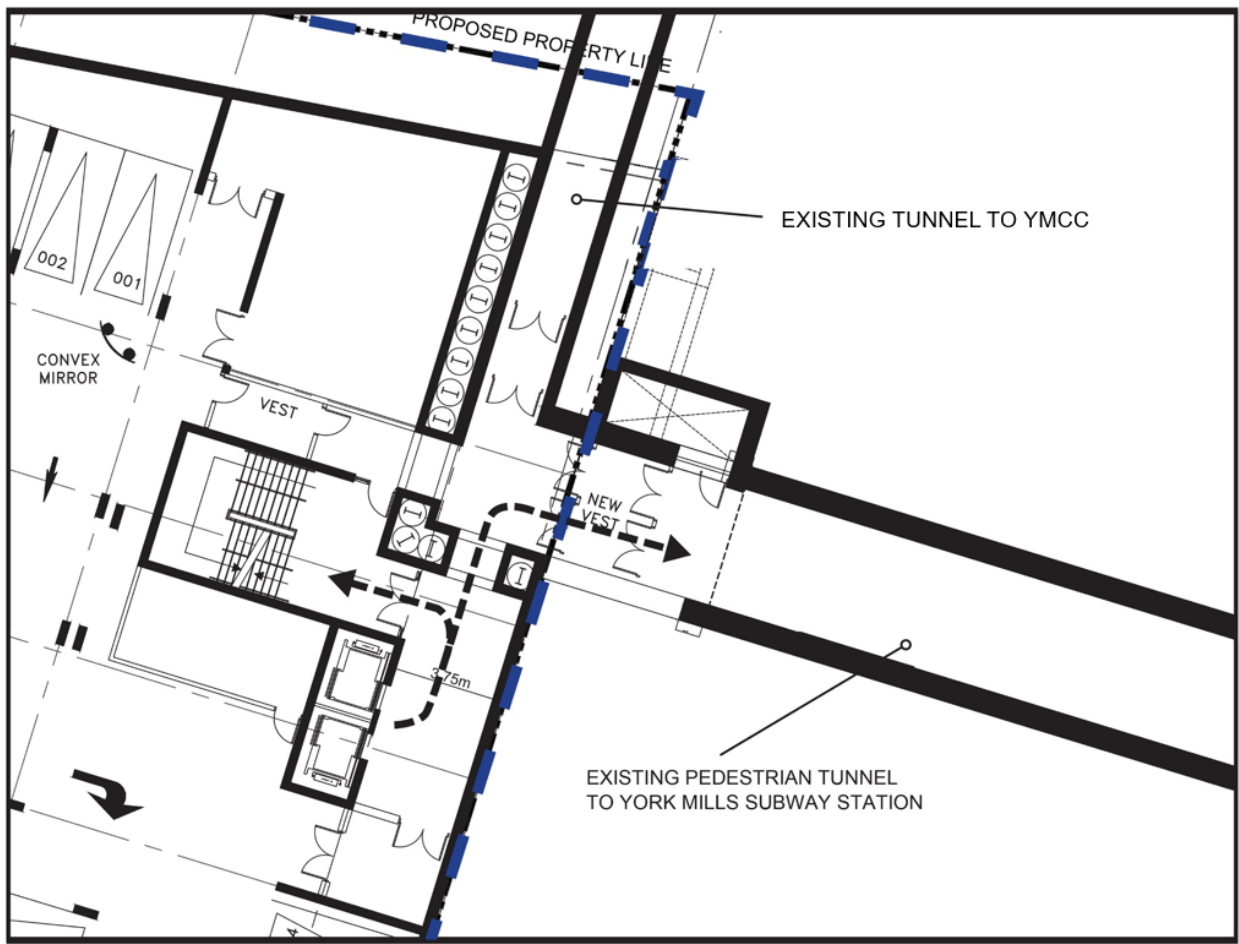 PROPOSED PROPERTY LINE
EXISTING TUNNEL TO YMCC
002
001
CONVEX
MIRROR
VEST
NEW
VEST
3.75m
EXISTING PEDESTRIAN TUNNEL
TO YORK MILLS SUBWAY STATION
4